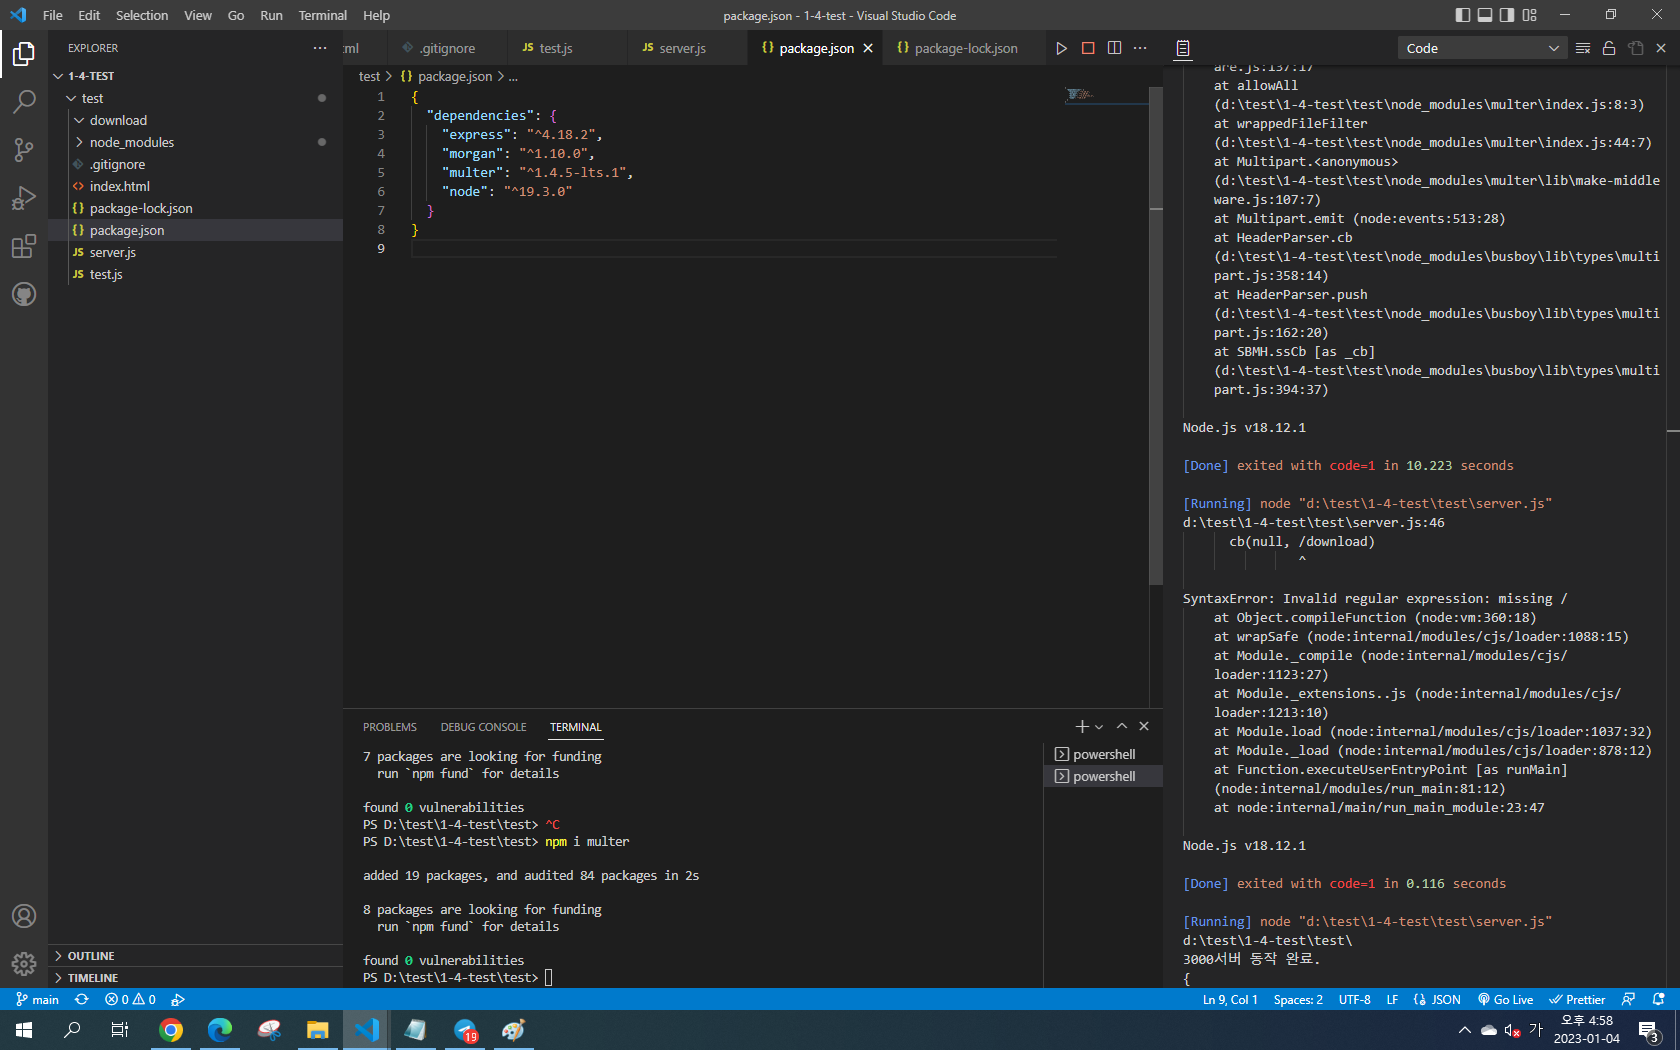 File Edit Selection View Go Run Terminal Help
package.json - 1-4-test - Visual Studio Code
EXPLORER
1-4-TEST
test
download
node_modules
.gitignore
index.html
package-lock.json
package.json
server.js
test.js
OUTLINE
TIMELINE
ml .gitignore JS test.js JS server.js {} package.json {} package-lock.json
test > {} package.json > ...
1 {
2 "dependencies": {
3 "express": "^4.18.2",
4 "morgan": "^1.10.0",
5 "multer": "^1.4.5-lts.1",
6 "node": "^19.3.0"
7 }
8 }
9
PROBLEMS DEBUG CONSOLE TERMINAL
7 packages are looking for funding
run `npm fund` for details
found 0 vulnerabilities
PS D:\test\1-4-test\test> ^C
PS D:\test\1-4-test\test> npm i multer
added 19 packages, and audited 84 packages in 2s
8 packages are looking for funding
run `npm fund` for details
found 0 vulnerabilities
PS D:\test\1-4-test\test>
powershell
powershell
Code
are.js:137:17
at allowAll
(d:\test\1-4-test\test\node_modules\multer\index.js:8:3)
at wrappedFileFilter
(d:\test\1-4-test\test\node_modules\multer\index.js:44:7)
at Multipart.<anonymous>
(d:\test\1-4-test\test\node_modules\multer\lib\make-middle
ware.js:107:7)
at Multipart.emit (node:events:513:28)
at HeaderParser.cb
(d:\test\1-4-test\test\node_modules\busboy\lib\types\multi
part.js:358:14)
at HeaderParser.push
(d:\test\1-4-test\test\node_modules\busboy\lib\types\multi
part.js:162:20)
at SBMH.ssCb [as _cb]
(d:\test\1-4-test\test\node_modules\busboy\lib\types\multi
part.js:394:37)
Node.js v18.12.1
[Done] exited with code=1 in 10.223 seconds
[Running] node "d:\test\1-4-test\test\server.js"
d:\test\1-4-test\test\server.js:46
cb(null, /download)
^
SyntaxError: Invalid regular expression: missing /
at Object.compileFunction (node:vm:360:18)
at wrapSafe (node:internal/modules/cjs/loader:1088:15)
at Module._compile (node:internal/modules/cjs/
loader:1123:27)
at Module._extensions..js (node:internal/modules/cjs/
loader:1213:10)
at Module.load (node:internal/modules/cjs/loader:1037:32)
at Module._load (node:internal/modules/cjs/loader:878:12)
at Function.executeUserEntryPoint [as runMain]
(node:internal/modules/run_main:81:12)
at node:internal/main/run_main_module:23:47
Node.js v18.12.1
[Done] exited with code=1 in 0.116 seconds
[Running] node "d:\test\1-4-test\test\server.js"
d:\test\1-4-test\test\
3000서버 동작 완료.
{
main 0 0 Ln 9, Col 1 Spaces: 2 UTF-8 LF {} JSON Go Live Prettier
19
가
오후 4:58
2023-01-04
3